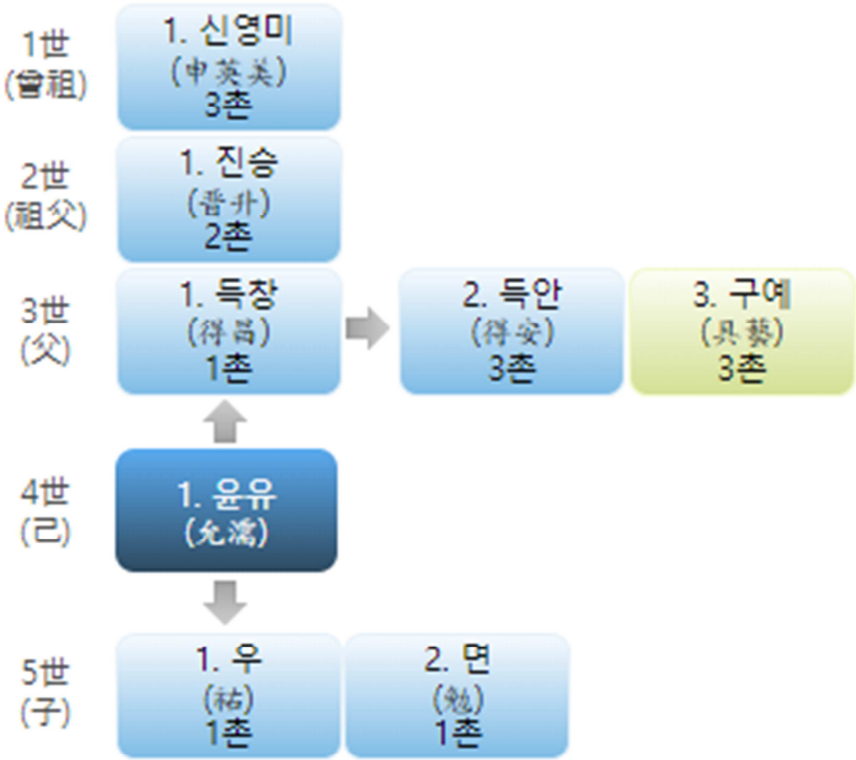 1世
(曾祖)
1. 신영미
(申英美)
3촌
2世
(祖父)
1. 진승
(晋升)
2촌
3世
(父)
1. 득창
(得昌)
1촌
2. 득안
(得安)
3촌
3. 구예
(具藝)
3촌
4世
(己)
1. 윤유
(允濡)
5世
(子)
1. 우
(祐)
1촌
2. 면
(勉)
1촌